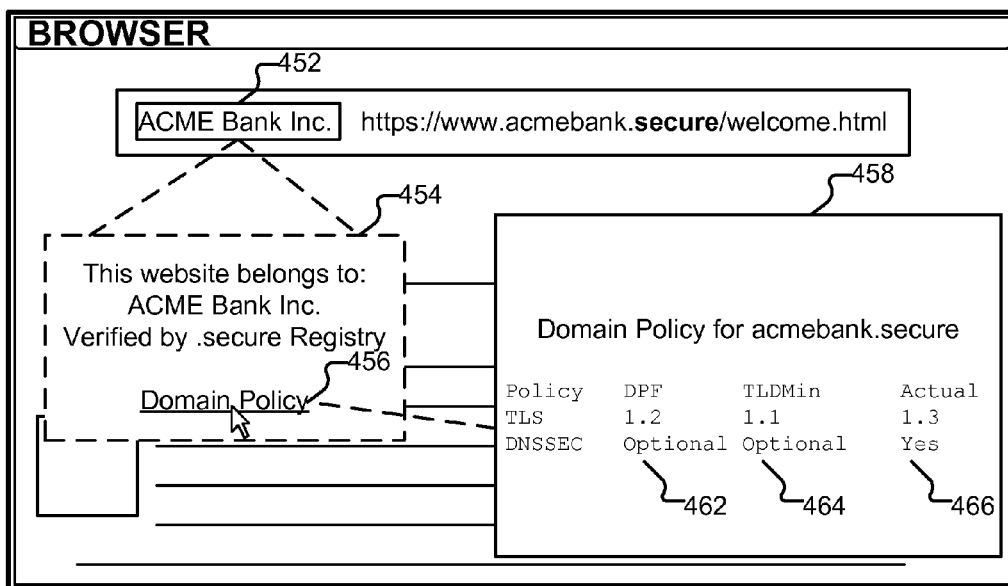 BROWSER
452
ACME Bank Inc. https://www.acmebank.secure/welcome.html
458
454
This website belongs to:
ACME Bank Inc.
Verified by .secure Registry
456
Domain Policy
Domain Policy for acmebank.secure
Policy DPF TLDMin Actual
TLS 1.2 1.1 1.3
DNSSEC Optional Optional Yes
462 464 466